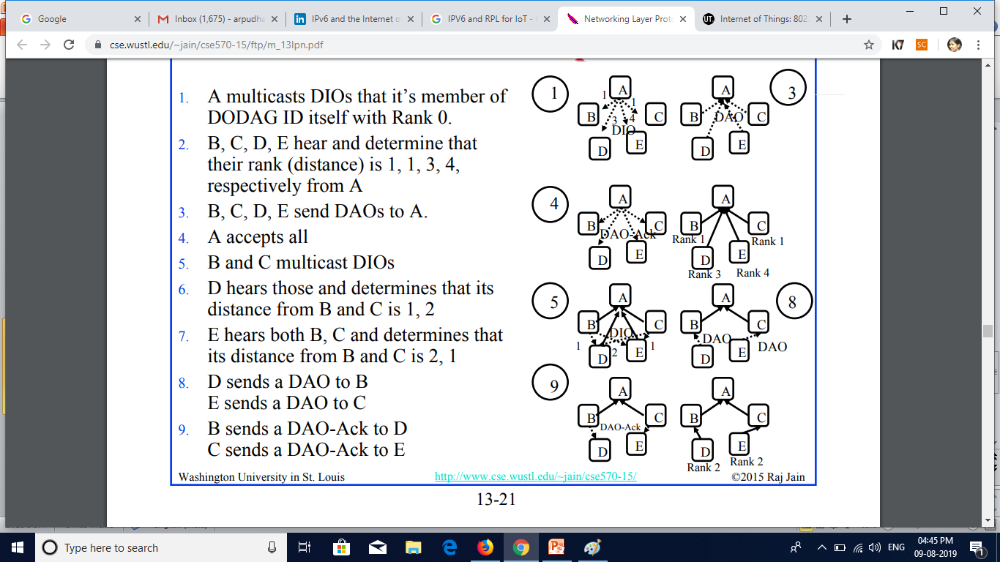 Google
Inbox (1,675) - arpudha
IPv6 and the Internet o
IPV6 and RPL for IoT -
Networking Layer Proto
Internet of Things: 802.
cse.wustl.edu/~jain/cse570-15/ftp/m_13lpn.pdf
K7
SC
1. A multicasts DIOs that it’s member of
DODAG ID itself with Rank 0.
2. B, C, D, E hear and determine that
their rank (distance) is 1, 1, 3, 4,
respectively from A
3. B, C, D, E send DAOs to A.
4. A accepts all
5. B and C multicast DIOs
6. D hears those and determines that its
distance from B and C is 1, 2
7. E hears both B, C and determines that
its distance from B and C is 2, 1
8. D sends a DAO to B
E sends a DAO to C
9. B sends a DAO-Ack to D
C sends a DAO-Ack to E
1
A
1
1
B
C
3
4
DIO
D
E
A
3
B
DAO
C
D
E
4
A
B
C
DAO-Ack
D
E
A
B
C
Rank 1
Rank 1
D
E
Rank 3
Rank 4
5
A
B
C
DIO
1
D
2
E
1
A
8
B
C
DAO
D
E
DAO
9
A
B
C
DAO-Ack
D
E
A
B
C
D
E
Rank 2
Rank 2
Washington University in St. Louis
http://www.cse.wustl.edu/~jain/cse570-15/
©2015 Raj Jain
13-21
Type here to search
ENG
04:45 PM
09-08-2019
1